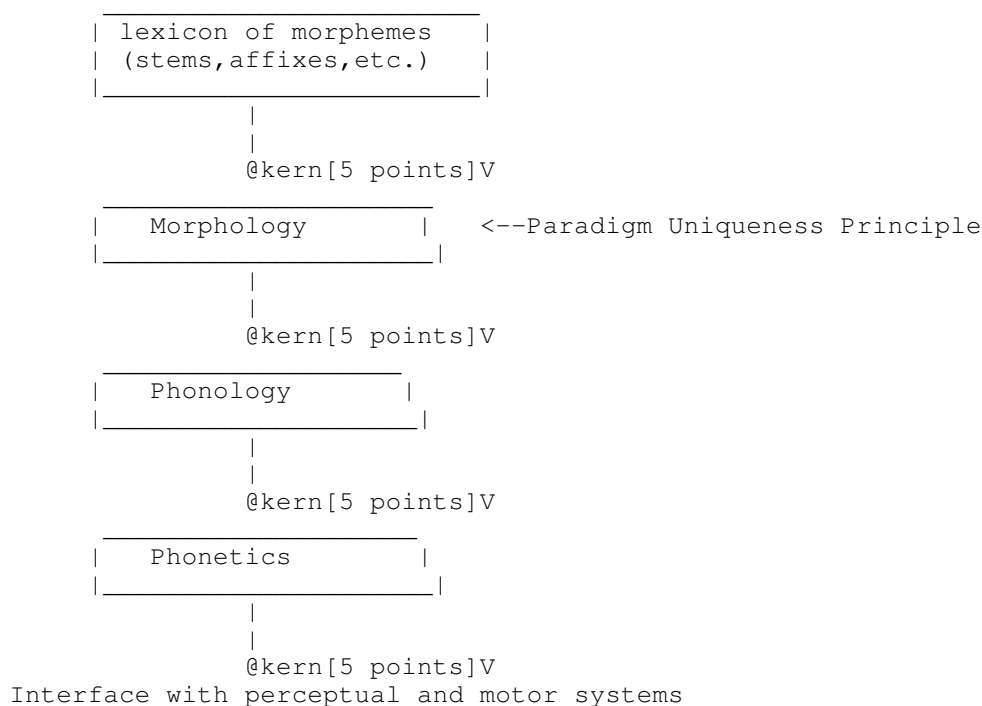 lexicon of morphemes
(stems,affixes,etc.)
@kern[5 points]V
Morphology <--Paradigm Uniqueness Principle
@kern[5 points]V
Phonology
@kern[5 points]V
Phonetics
@kern[5 points]V
Interface with perceptual and motor systems